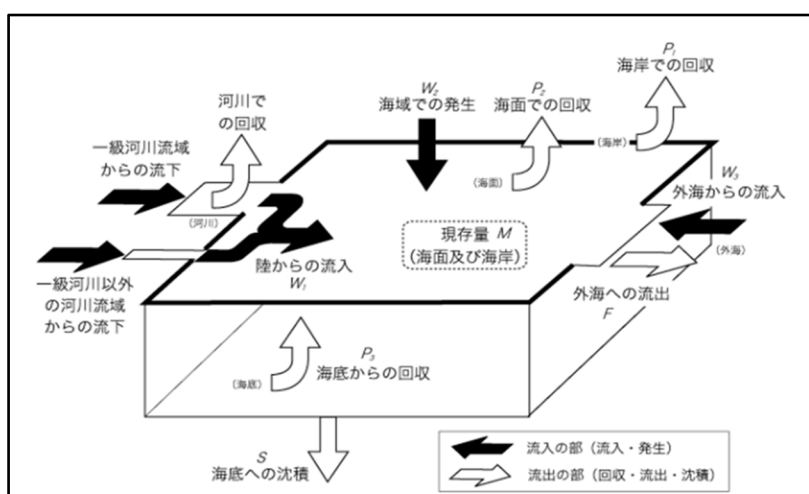 P₁
海岸での回収
P₂
海面での回収
W₂
海域での発生
河川で
の回収
一級河川流域
からの流下
(海岸)
(海面)
W₃
外海からの流入
(河川)
現存量 M
(海面及び海岸)
(外海)
陸からの流入
W₁
一級河川以外
の河川流域
からの流下
外海への流出
F
P₃
海底からの回収
(海底)
S
海底への沈積
流入の部(流入・発生)
流出の部(回収・流出・沈積)